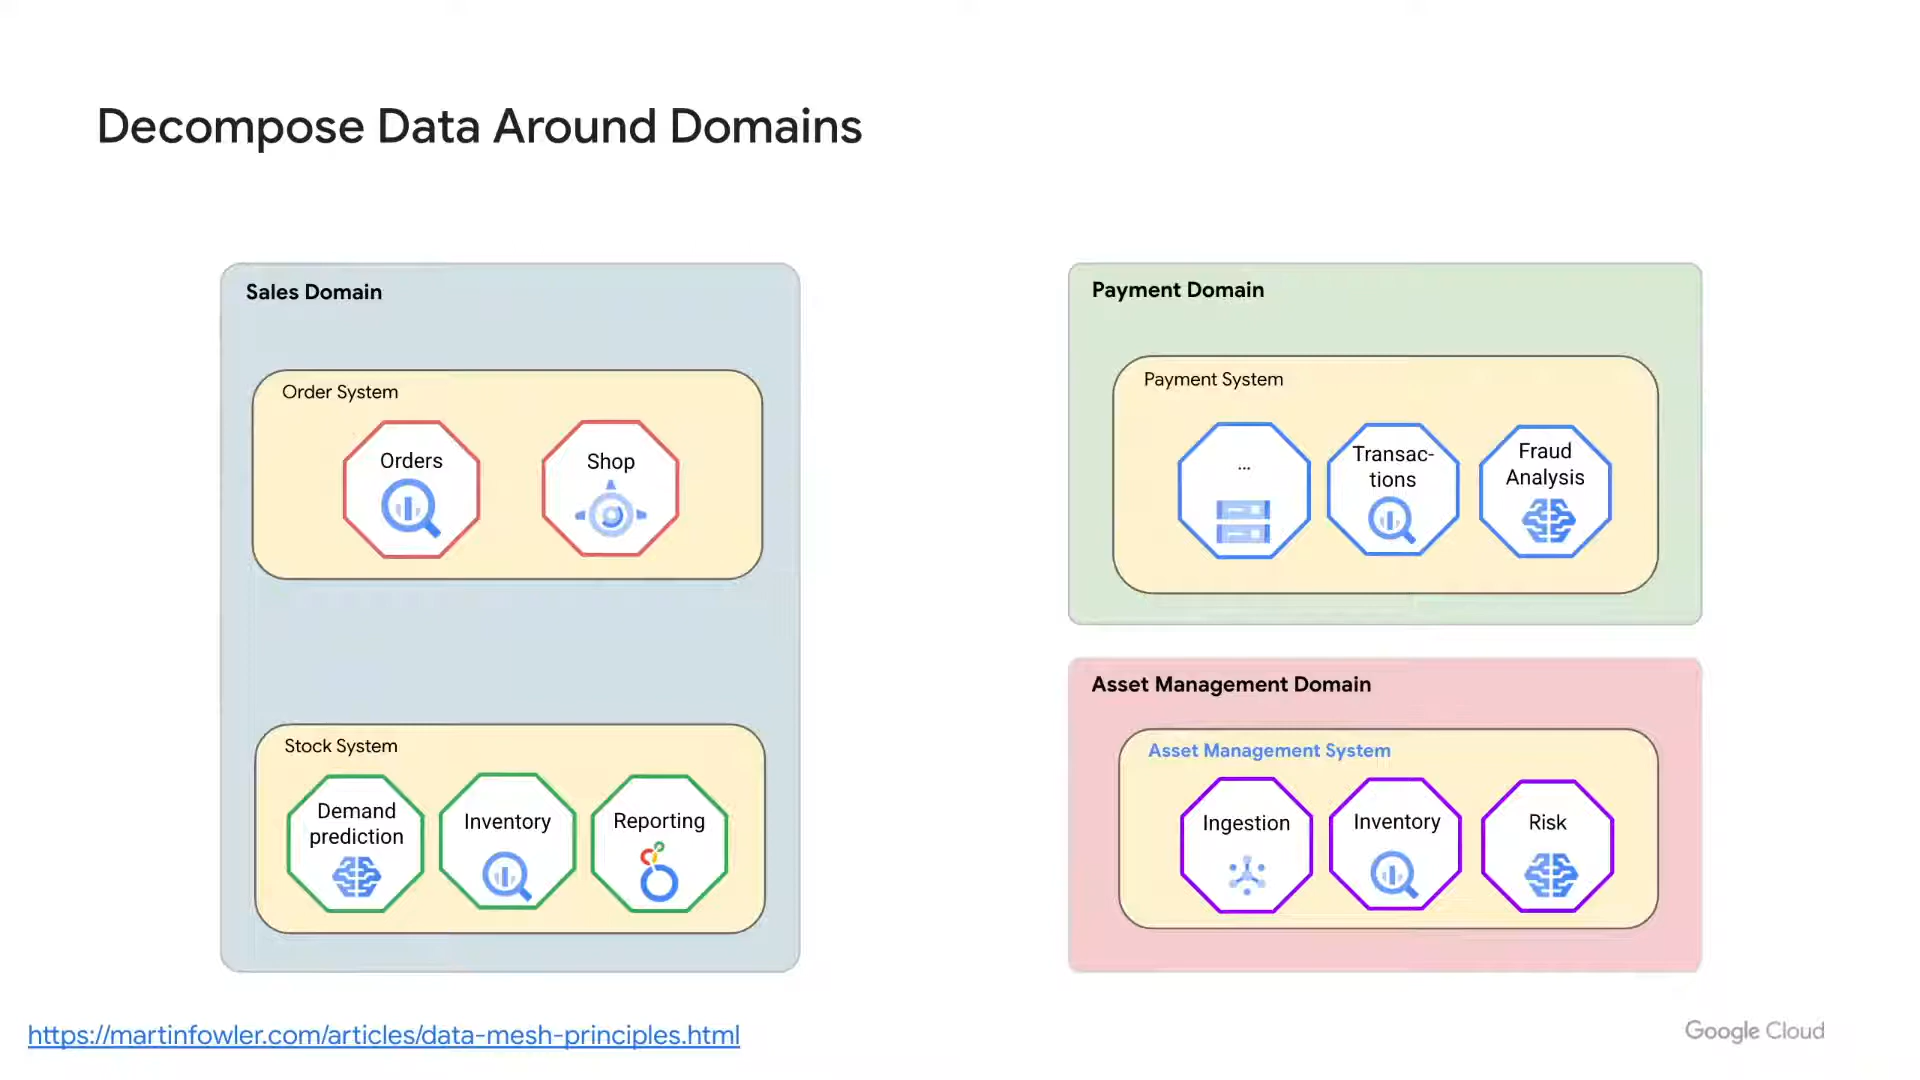 Decompose Data Around Domains
Sales Domain
Order System
Orders
Shop
Stock System
Demand
prediction
Inventory
Reporting
Payment Domain
Payment System
...
Transac-
tions
Fraud
Analysis
Asset Management Domain
Asset Management System
Ingestion
Inventory
Risk
https://martinfowler.com/articles/data-mesh-principles.html
Google Cloud